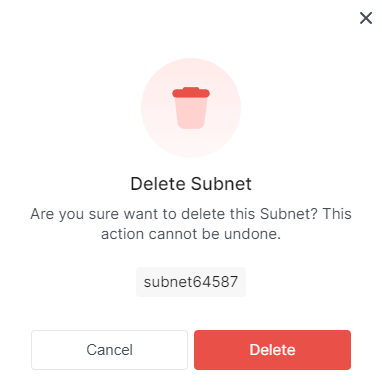 Delete Subnet
Are you sure want to delete this Subnet? This
action cannot be undone.
subnet64587
Cancel
Delete